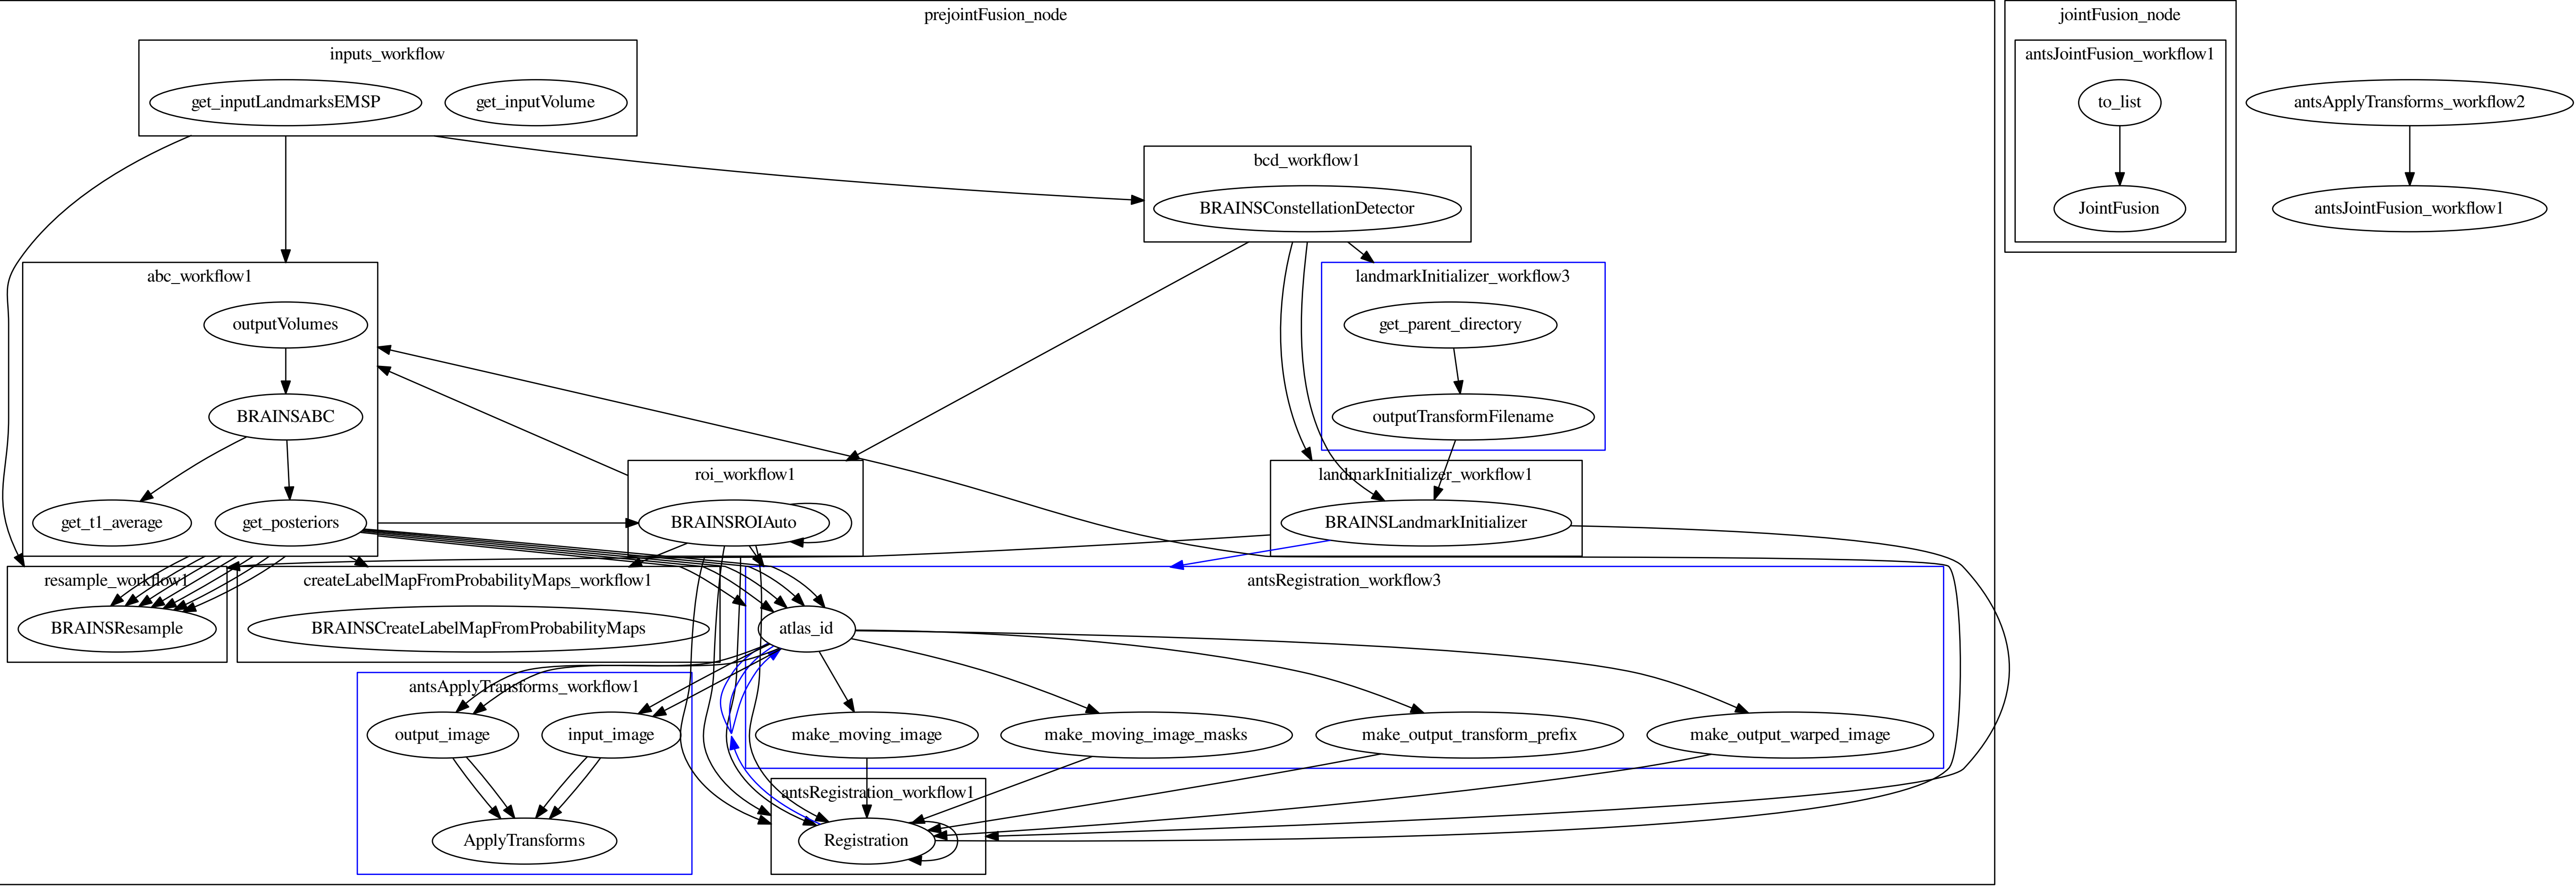 prejointFusion_node
jointFusion_node
inputs_workflow
antsJointFusion_workflow1
get_inputLandmarksEMSP
get_inputVolume
to_list
antsApplyTransforms_workflow2
bcd_workflow1
BRAINSConstellationDetector
JointFusion
antsJointFusion_workflow1
abc_workflow1
landmarkInitializer_workflow3
outputVolumes
get_parent_directory
BRAINSABC
outputTransformFilename
roi_workflow1
landmarkInitializer_workflow1
get_t1_average
get_posteriors
BRAINSROIAuto
BRAINSLandmarkInitializer
resample_workflow1
createLabelMapFromProbabilityMaps_workflow1
antsRegistration_workflow3
BRAINSResample
BRAINSCreateLabelMapFromProbabilityMaps
atlas_id
antsApplyTransforms_workflow1
output_image
input_image
make_moving_image
make_moving_image_masks
make_output_transform_prefix
make_output_warped_image
antsRegistration_workflow1
ApplyTransforms
Registration